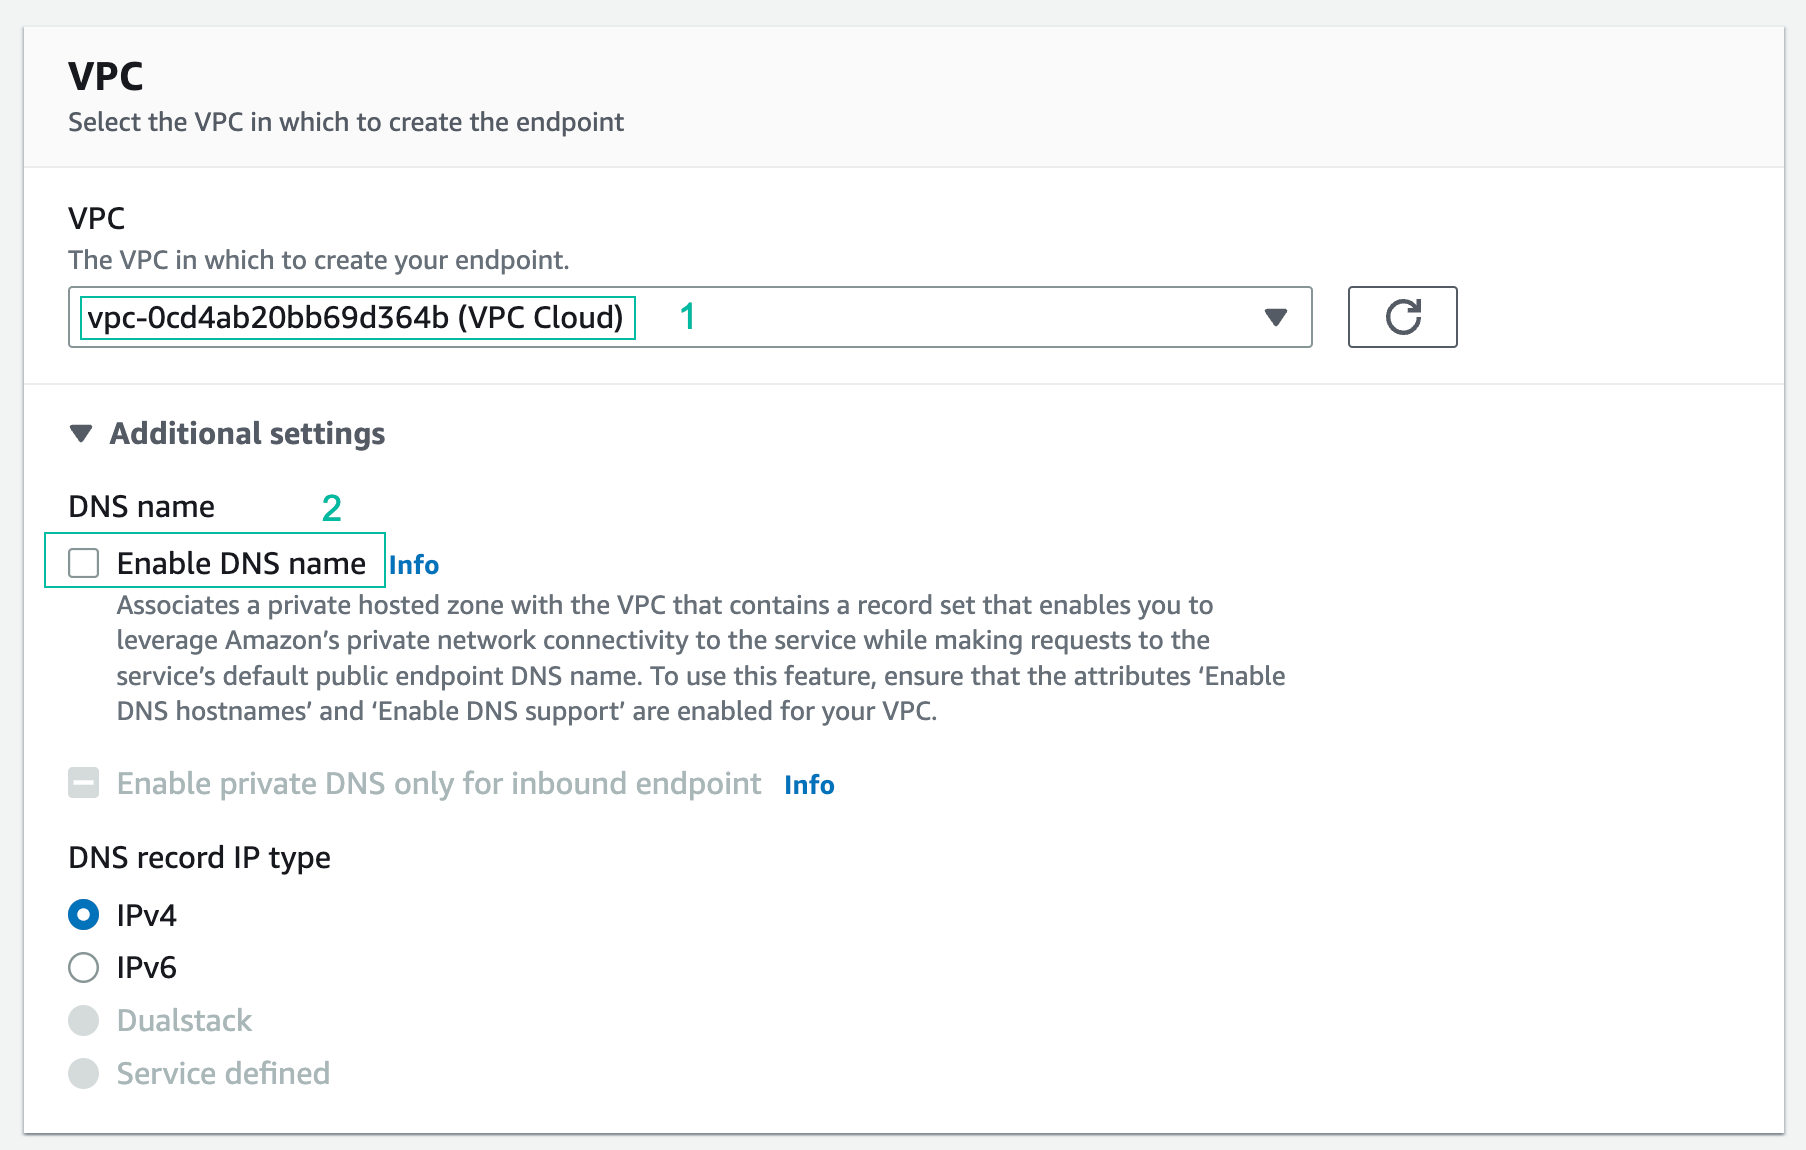 VPC
Select the VPC in which to create the endpoint
VPC
The VPC in which to create your endpoint.
vpc-0cd4ab20bb69d364b (VPC Cloud) 1
Additional settings
DNS name 2
Enable DNS name Info
Associates a private hosted zone with the VPC that contains a record set that enables you to
leverage Amazon’s private network connectivity to the service while making requests to the
service’s default public endpoint DNS name. To use this feature, ensure that the attributes ‘Enable
DNS hostnames’ and ‘Enable DNS support’ are enabled for your VPC.
Enable private DNS only for inbound endpoint Info
DNS record IP type
IPv4
IPv6
Dualstack
Service defined